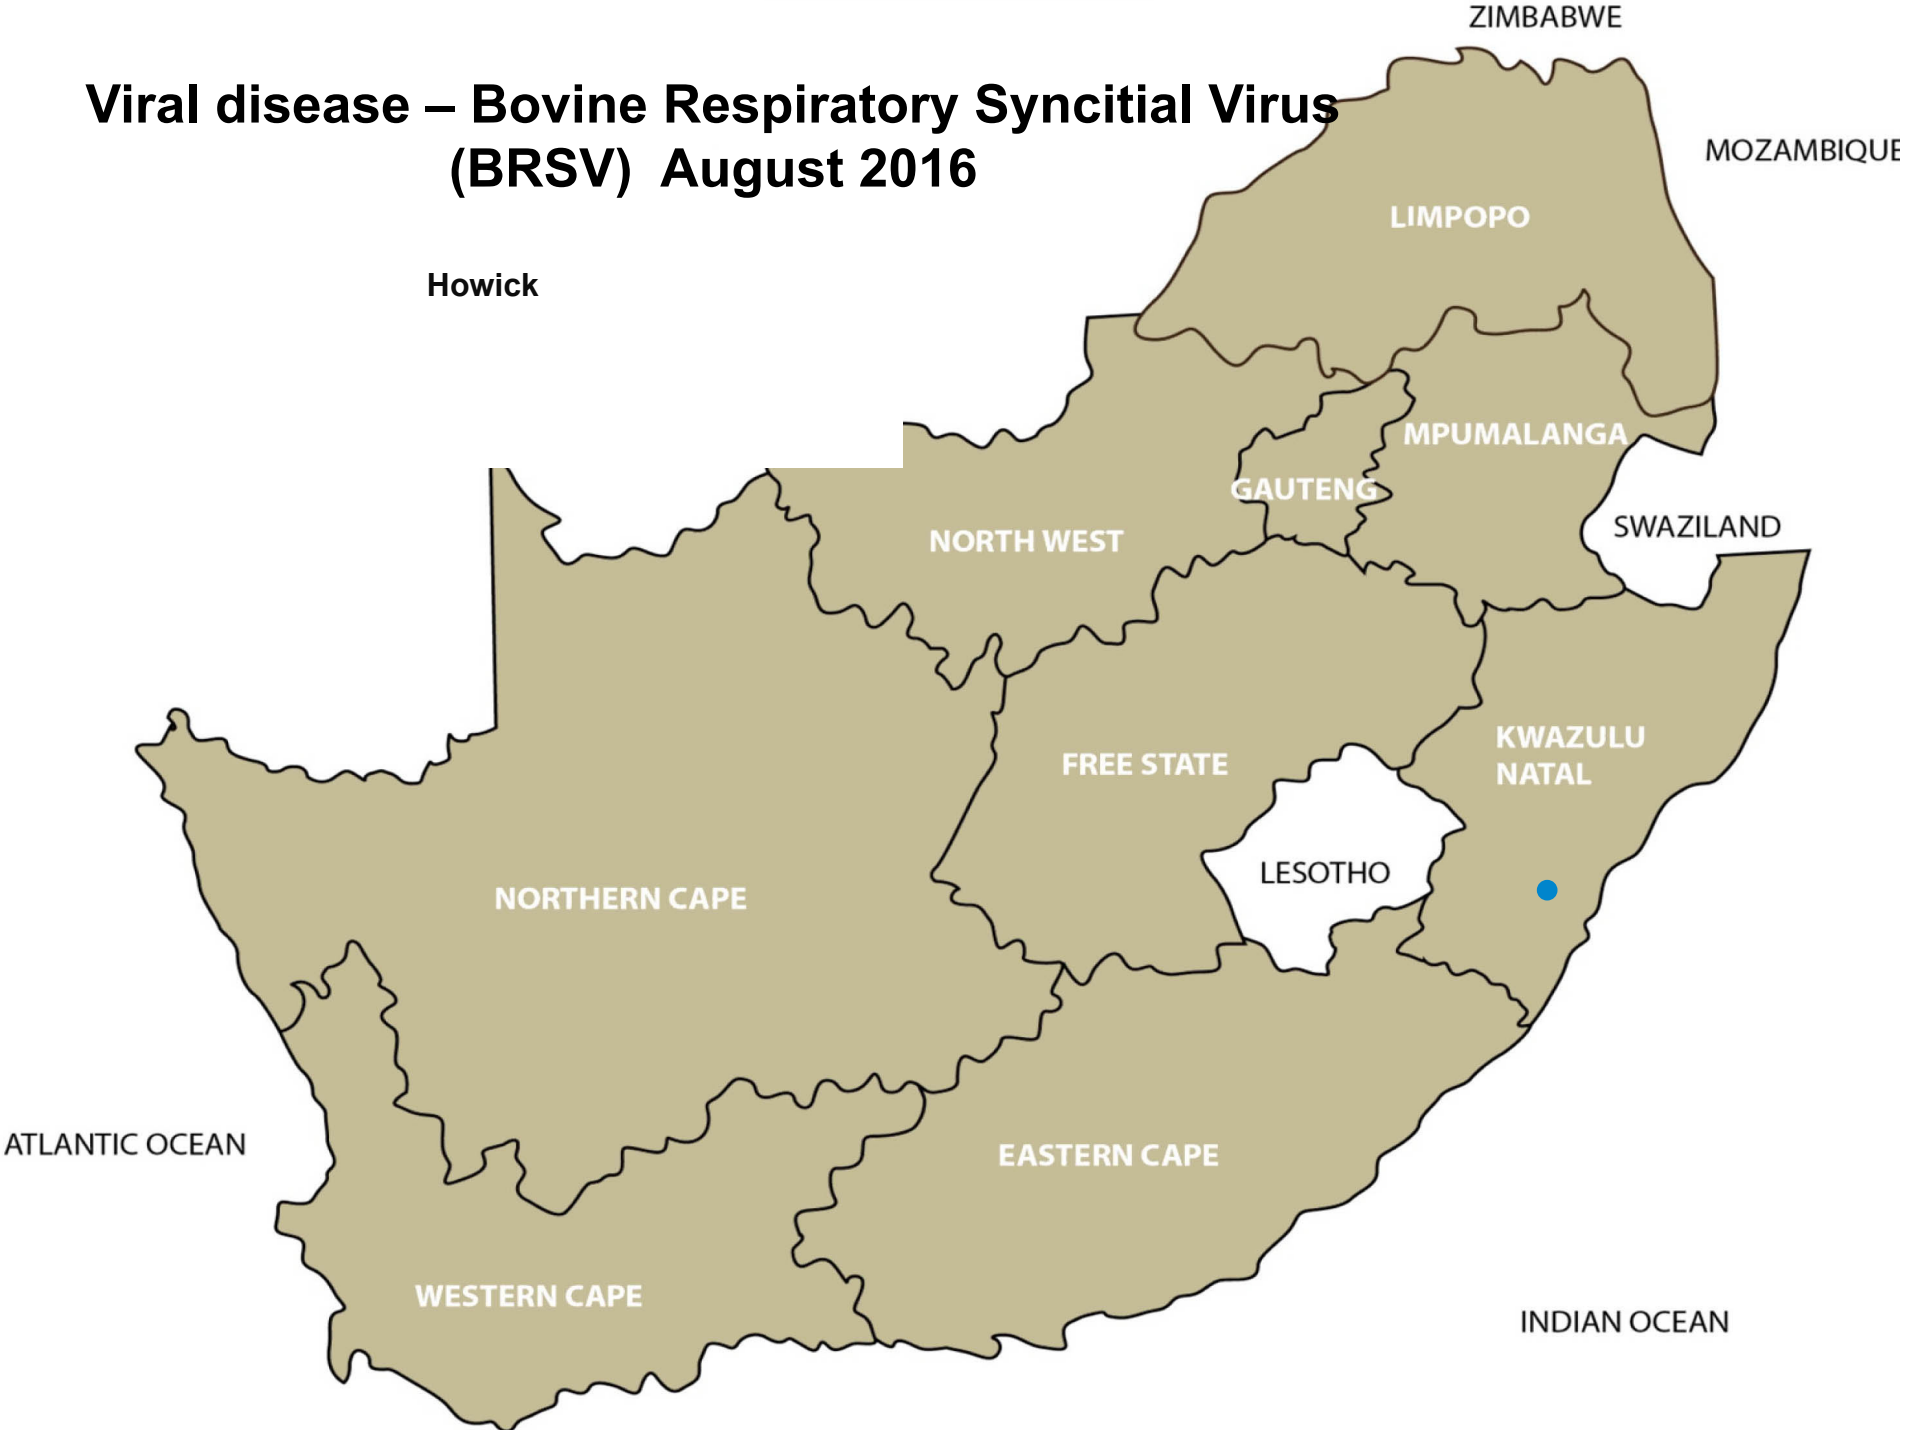 ZIMBABWE
Viral disease – Bovine Respiratory Syncitial Virus
(BRSV) August 2016
MOZAMBIQUE
LIMPOPO
Howick
MPUMALANGA
GAUTENG
NORTH WEST
SWAZILAND
KWAZULU
NATAL
FREE STATE
LESOTHO
NORTHERN CAPE
ATLANTIC OCEAN
EASTERN CAPE
WESTERN CAPE
INDIAN OCEAN